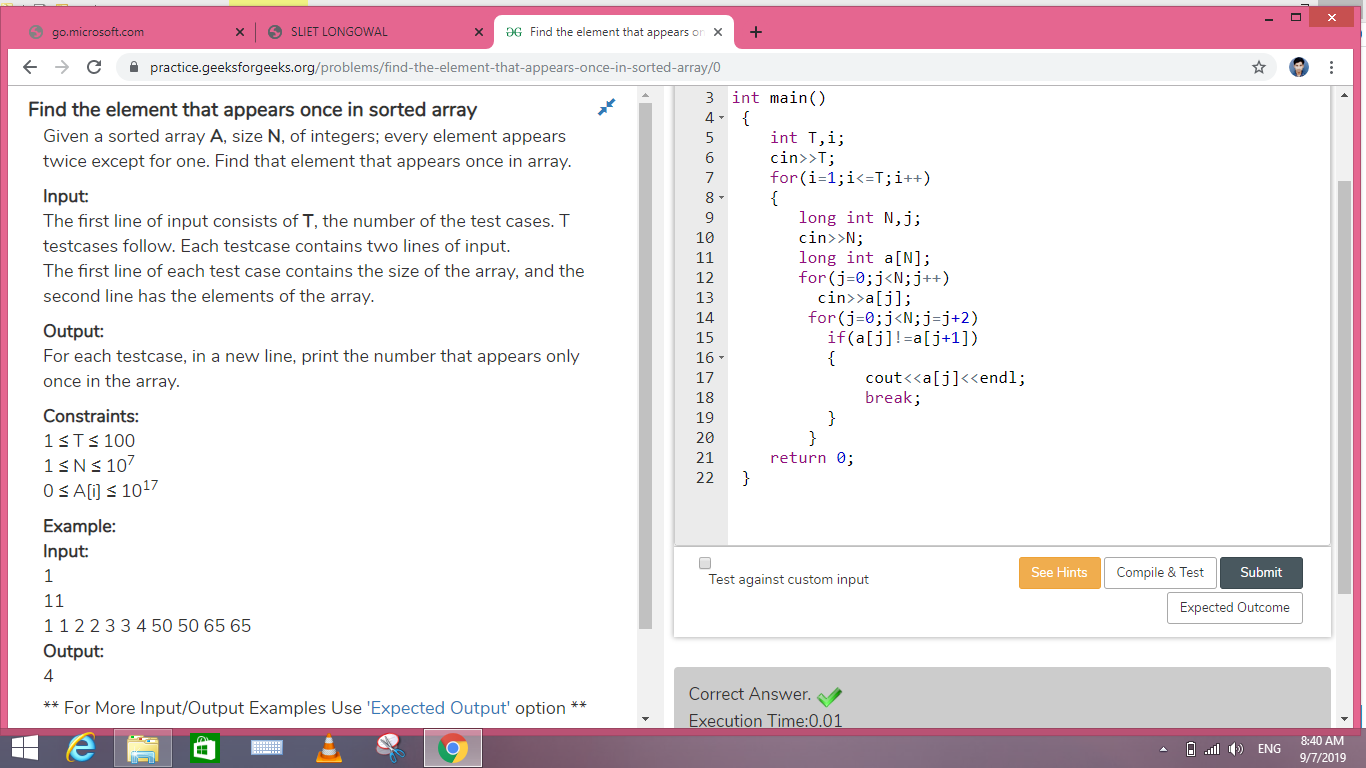 go.microsoft.com
SLIET LONGOWAL
Find the element that appears on
practice.geeksforgeeks.org/problems/find-the-element-that-appears-once-in-sorted-array/0
Find the element that appears once in sorted array
Given a sorted array A, size N, of integers; every element appears
twice except for one. Find that element that appears once in array.
Input:
The first line of input consists of T, the number of the test cases. T
testcases follow. Each testcase contains two lines of input.
The first line of each test case contains the size of the array, and the
second line has the elements of the array.
Output:
For each testcase, in a new line, print the number that appears only
once in the array.
Constraints:
1 ≤ T ≤ 100
1 ≤ N ≤ 10^7
0 ≤ A[i] ≤ 10^17
Example:
Input:
1
11
1 1 2 2 3 3 4 50 50 65 65
Output:
4
** For More Input/Output Examples Use 'Expected Output' option **
3 int main()
4 {
5 int T,i;
6 cin>>T;
7 for(i=1;i<=T;i++)
8 {
9 long int N,j;
10 cin>>N;
11 long int a[N];
12 for(j=0;j<N;j++)
13 cin>>a[j];
14 for(j=0;j<N;j=j+2)
15 if(a[j]!=a[j+1])
16 {
17 cout<<a[j]<<endl;
18 break;
19 }
20 }
21 return 0;
22 }
Test against custom input
See Hints
Compile & Test
Submit
Expected Outcome
Correct Answer.
Execution Time:0.01
ENG
8:40 AM
9/7/2019